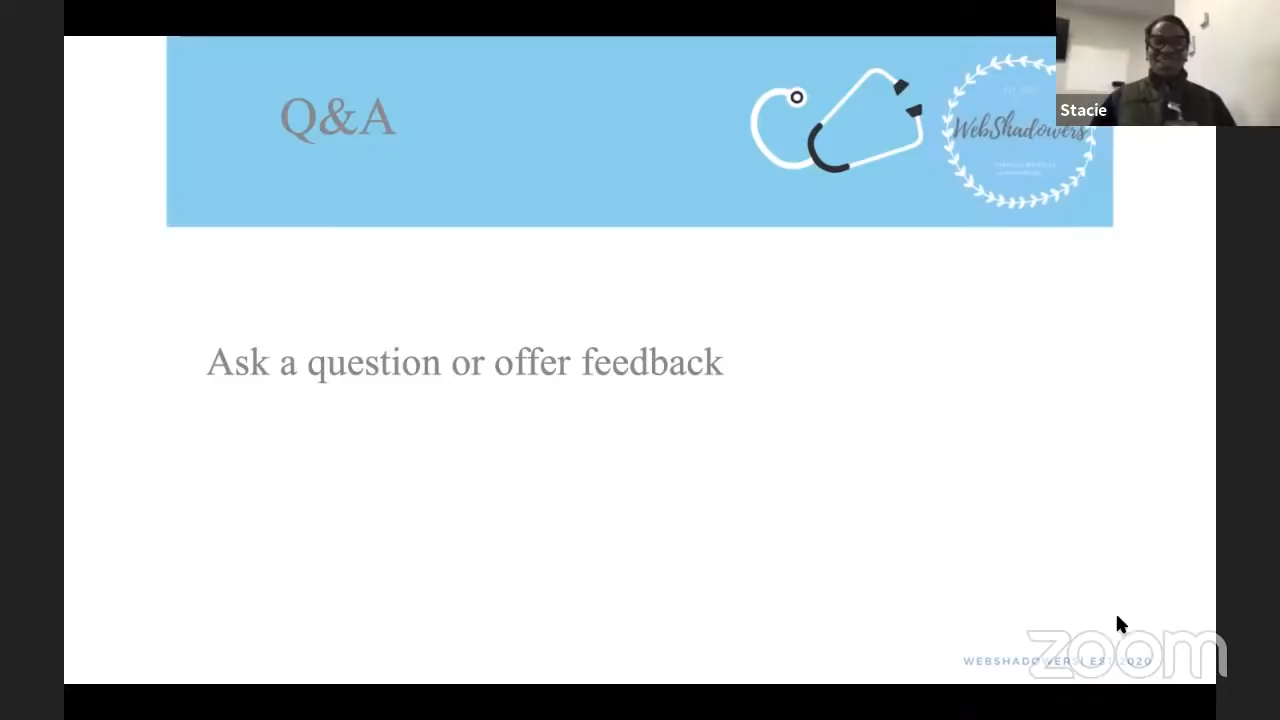 Q&A
Stacie
WebShadowers
Ask a question or offer feedback
WEBSHADOWERS| EST 2020
zoom